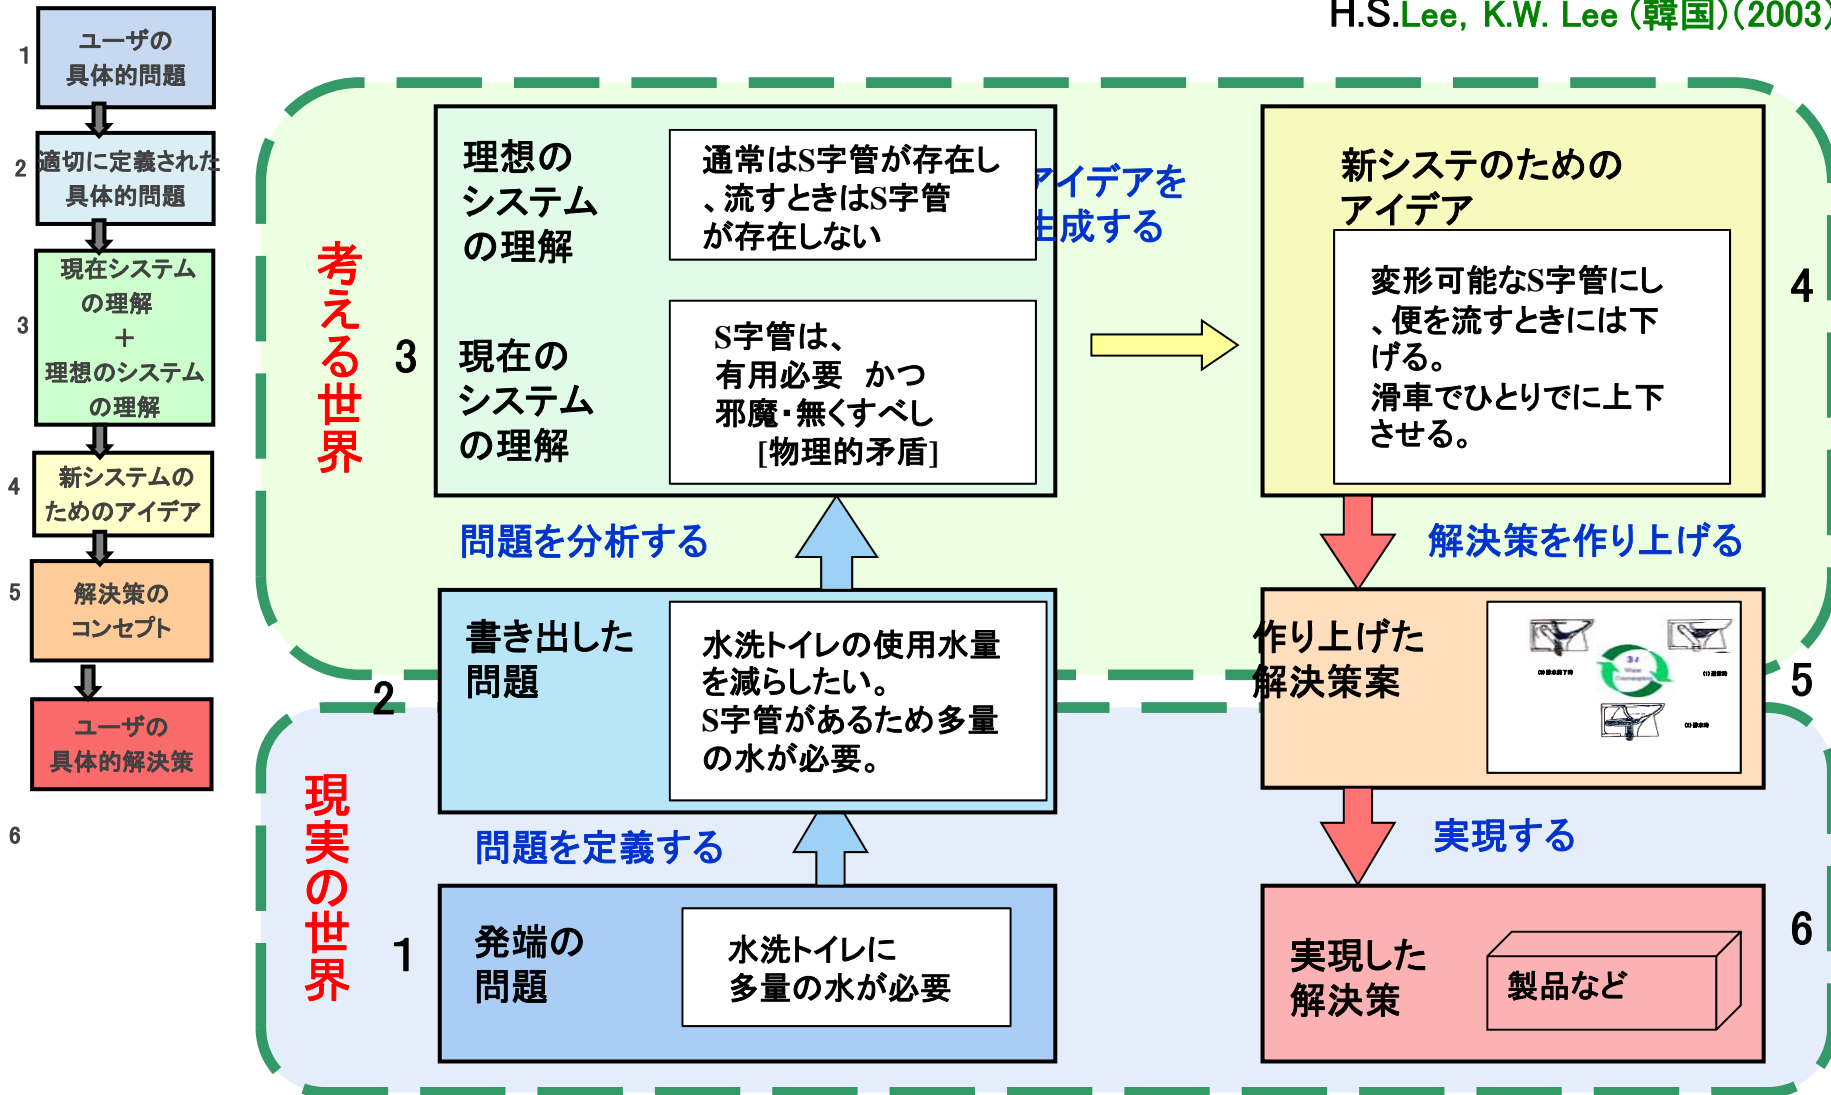 H.S.Lee, K.W. Lee (韓国)(2003)
1
ユーザの
具体的問題
2
適切に定義された
具体的問題
3
現在システム
の理解
＋
理想のシステム
の理解
4
新システムの
ためのアイデア
5
解決策の
コンセプト
ユーザの
具体的解決策
6
考える世界
3
理想の
システム
の理解
通常はS字管が存在し
、流すときはS字管
が存在しない
現在の
システム
の理解
S字管は、
有用必要　かつ
邪魔・無くすべし
[物理的矛盾]
アイデアを
生成する
新システのための
アイデア
変形可能なS字管にし
、便を流すときには下
げる。
滑車でひとりでに上下
させる。
4
問題を分析する
解決策を作り上げる
2
書き出した
問題
水洗トイレの使用水量
を減らしたい。
S字管があるため多量
の水が必要。
作り上げた
解決策案
5
現実の世界
問題を定義する
実現する
1
発端の
問題
水洗トイレに
多量の水が必要
実現した
解決策
製品など
6